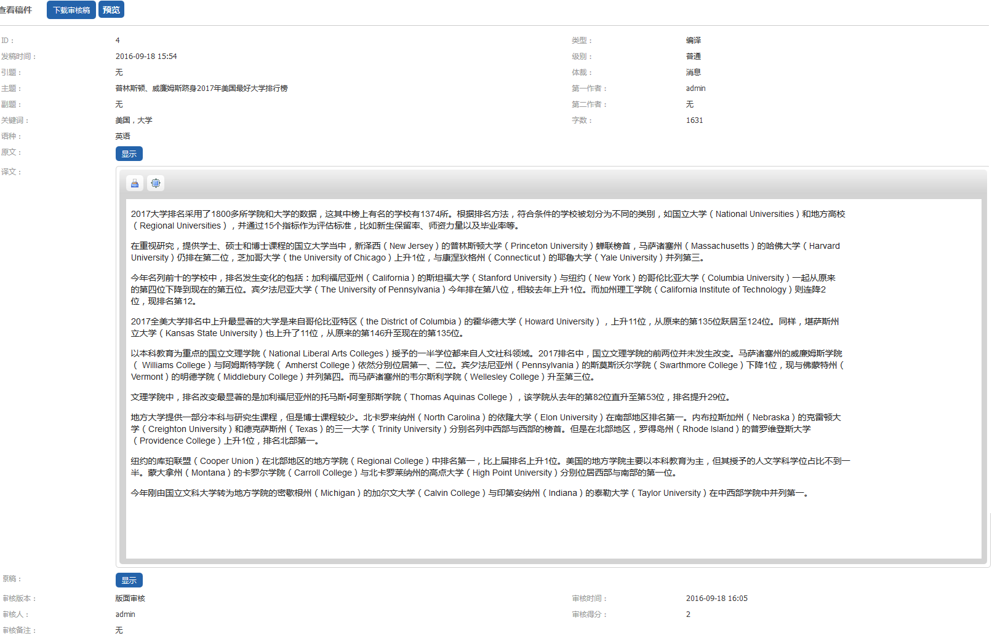 查看稿件 下载审核稿 预览
ID： 4 类型： 编译
发稿时间： 2016-09-18 15:54 级别： 普通
引题： 无 体裁： 消息
主题： 普林斯顿、威廉姆斯跻身2017年美国最好大学排行榜 第一作者： admin
副题： 无 第二作者： 无
关键词： 美国，大学 字数： 1631
语种： 英语
原文： 显示
译文：
2017大学排名采用了1800多所学院和大学的数据，这其中榜上有名的学校有1374所。根据排名方法，符合条件的学校被划分为不同的类别，如国立大学（National Universities）和地方高校
（Regional Universities），并通过15个指标作为评估标准，比如新生保留率、师资力量以及毕业率等。
在重视研究，提供学士、硕士和博士课程的国立大学当中，新泽西（New Jersey）的普林斯顿大学（Princeton University）蝉联榜首，马萨诸塞州（Massachusetts）的哈佛大学（Harvard
University）仍排在第二位，芝加哥大学（the University of Chicago）上升1位，与康涅狄格州（Connecticut）的耶鲁大学（Yale University）并列第三。
今年名列前十的学校中，排名发生变化的包括：加利福尼亚州（California）的斯坦福大学（Stanford University）与纽约（New York）的哥伦比亚大学（Columbia University）一起从原来
的第四位下降到现在的第五位。宾夕法尼亚大学（The University of Pennsylvania）今年排在第八位，相较去年上升1位。而加州理工学院（California Institute of Technology）则连降2
位，现排名第12。
2017全美大学排名中上升最显著的大学是来自哥伦比亚特区（the District of Columbia）的霍华德大学（Howard University），上升11位，从原来的第135位跃居至124位。同样，堪萨斯州
立大学（Kansas State University）也上升了11位，从原来的第146升至现在的第135位。
以本科教育为重点的国立文理学院（National Liberal Arts Colleges）授予的一半学位都来自人文社科领域。2017排名中，国立文理学院的前两位并未发生改变。马萨诸塞州的威廉姆斯学院
（ Williams College）与阿姆斯特学院（ Amherst College）依然分别位居第一、二位。宾夕法尼亚州（Pennsylvania）的斯莫斯沃尔学院（Swarthmore College）下降1位，现与佛蒙特州（
Vermont）的明德学院（Middlebury College）并列第四。而马萨诸塞州的韦尔斯利学院（Wellesley College）升至第三位。
文理学院中，排名改变最显著的是加利福尼亚州的托马斯•阿奎那斯学院（Thomas Aquinas College），该学院从去年的第82位直升至第53位，排名提升29位。
地方大学提供一部分本科与研究生课程，但是博士课程较少。北卡罗来纳州（North Carolina）的依隆大学（Elon University）在南部地区排名第一。内布拉斯加州（Nebraska）的克雷顿大
学（Creighton University）和德克萨斯州（Texas）的三一大学（Trinity University）分别名列中西部与西部的榜首。但是在北部地区，罗得岛州（Rhode Island）的普罗维登斯大学
（Providence College）上升1位，排名北部第一。
纽约的库珀联盟（Cooper Union）在北部地区的地方学院（Regional College）中排名第一，比上届排名上升1位。美国的地方学院主要以本科教育为主，但其授予的人文学科学位占比不到一
半。蒙大拿州（Montana）的卡罗尔学院（Carroll College）与北卡罗莱纳州的高点大学（High Point University）分别位居西部与南部的第一位。
今年刚由国立文科大学转为地方学院的密歇根州（Michigan）的加尔文大学（Calvin College）与印第安纳州（Indiana）的泰勒大学（Taylor University）在中西部学院中并列第一。
原稿： 显示
审核版本： 版面审核 审核时间： 2016-09-18 16:05
审核人： admin 审核得分： 2
审核备注： 无